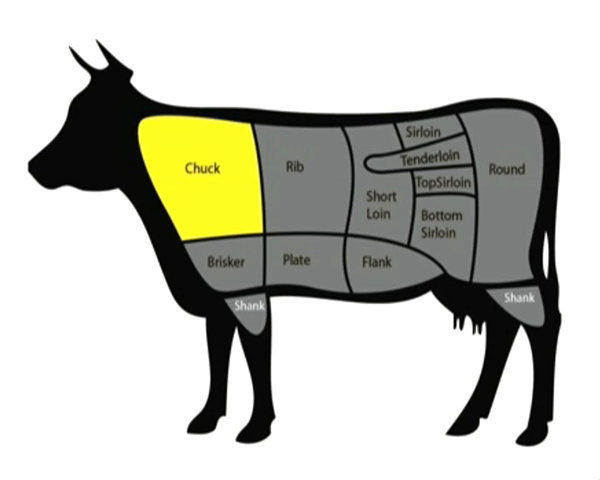 Sirloin
Chuck
Rib
Tenderloin
Round
TopSirloin
Short
Loin
Bottom
Sirloin
Brisker
Plate
Flank
Shank
Shank